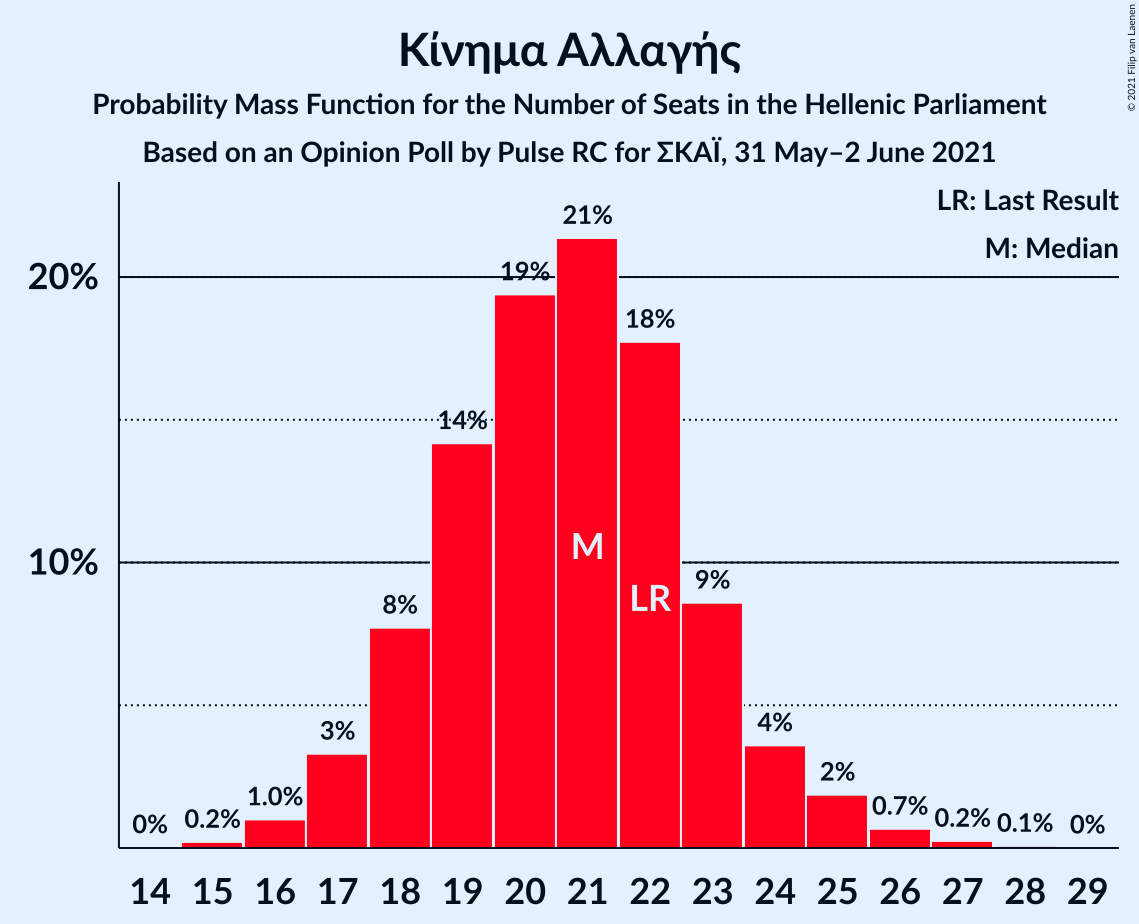 Κίνημα Αλλαγής
Probability Mass Function for the Number of Seats in the Hellenic Parliament
Based on an Opinion Poll by Pulse RC for ΣΚΑΪ, 31 May–2 June 2021
© 2021 Filip van Laenen
LR: Last Result
M: Median
20%
10%
0%
0.2%
1.0%
3%
8%
14%
19%
21%
18%
9%
4%
2%
0.7%
0.2%
0.1%
0%
M
LR
14 15 16 17 18 19 20 21 22 23 24 25 26 27 28 29